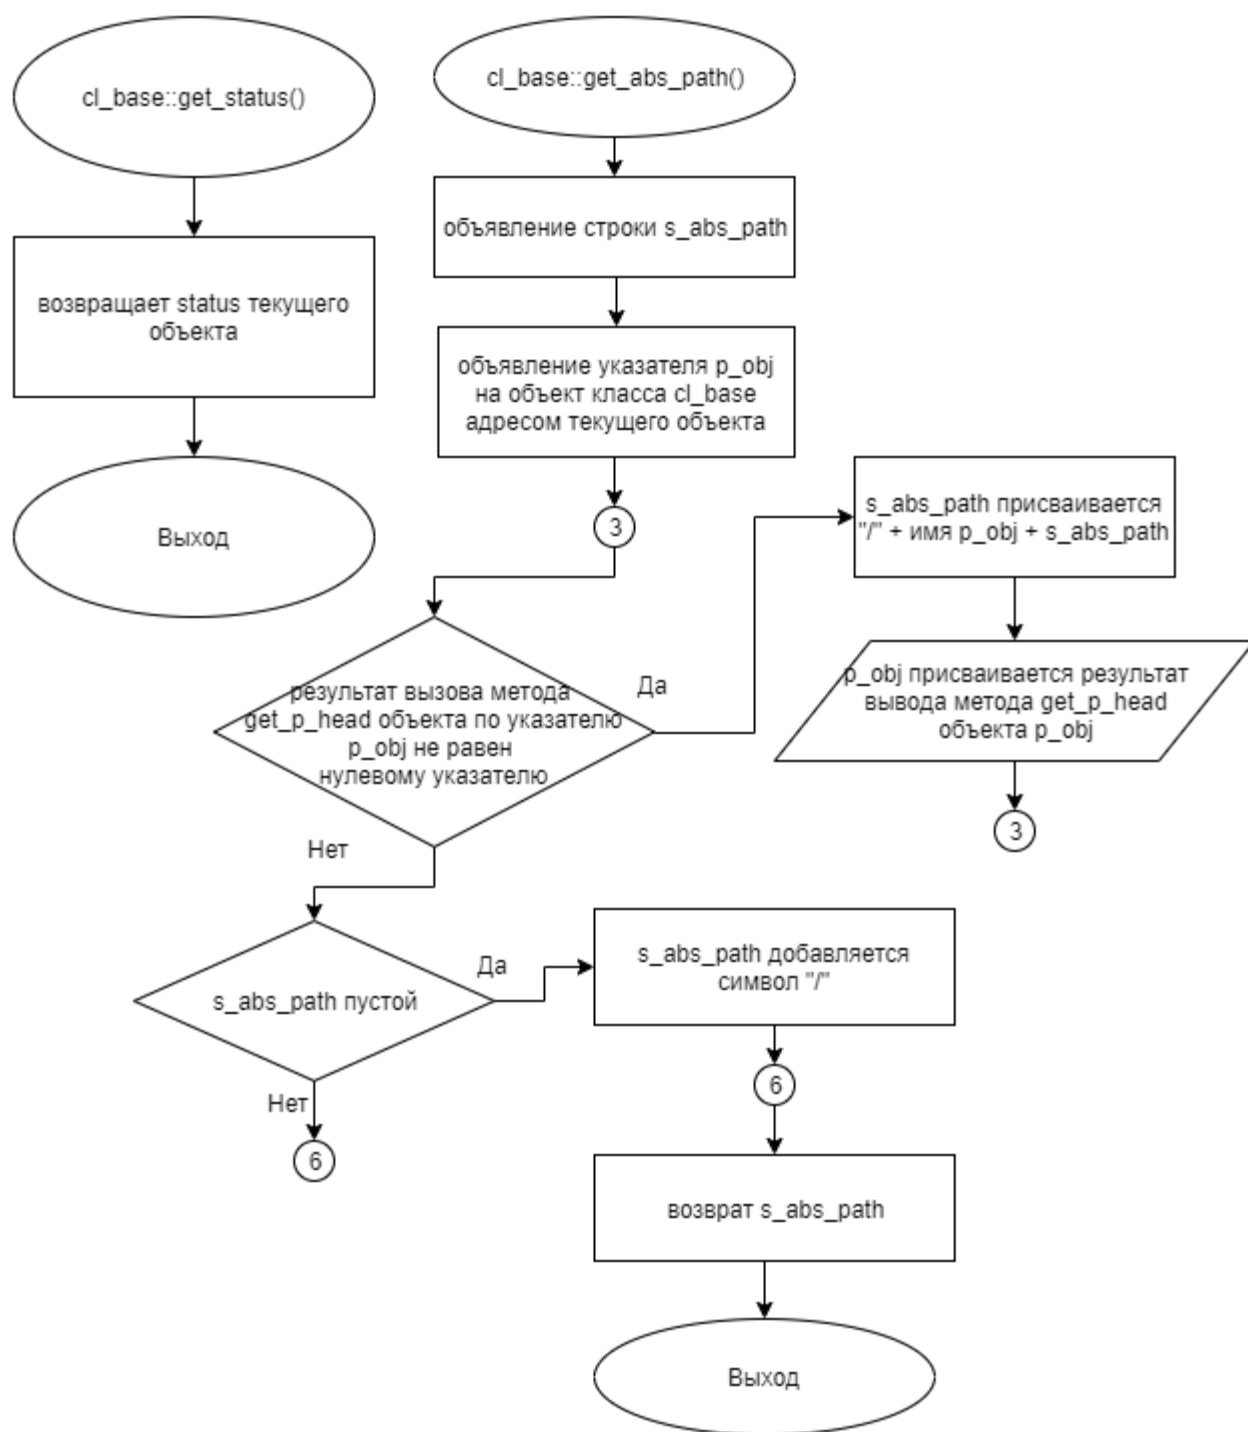 cl_base::get_status()
возвращает status текущего
объекта
Выход
cl_base::get_abs_path()
объявление строки s_abs_path
объявление указателя p_obj
на объект класса cl_base
адресом текущего объекта
3
результат вызова метода
get_p_head объекта по указателю
p_obj не равен
нулевому указателю
Да
s_abs_path присваивается
"/" + имя p_obj + s_abs_path
p_obj присваивается результат
вывода метода get_p_head
объекта p_obj
3
Нет
s_abs_path пустой
Да
s_abs_path добавляется
символ "/"
Нет
6
6
возврат s_abs_path
Выход